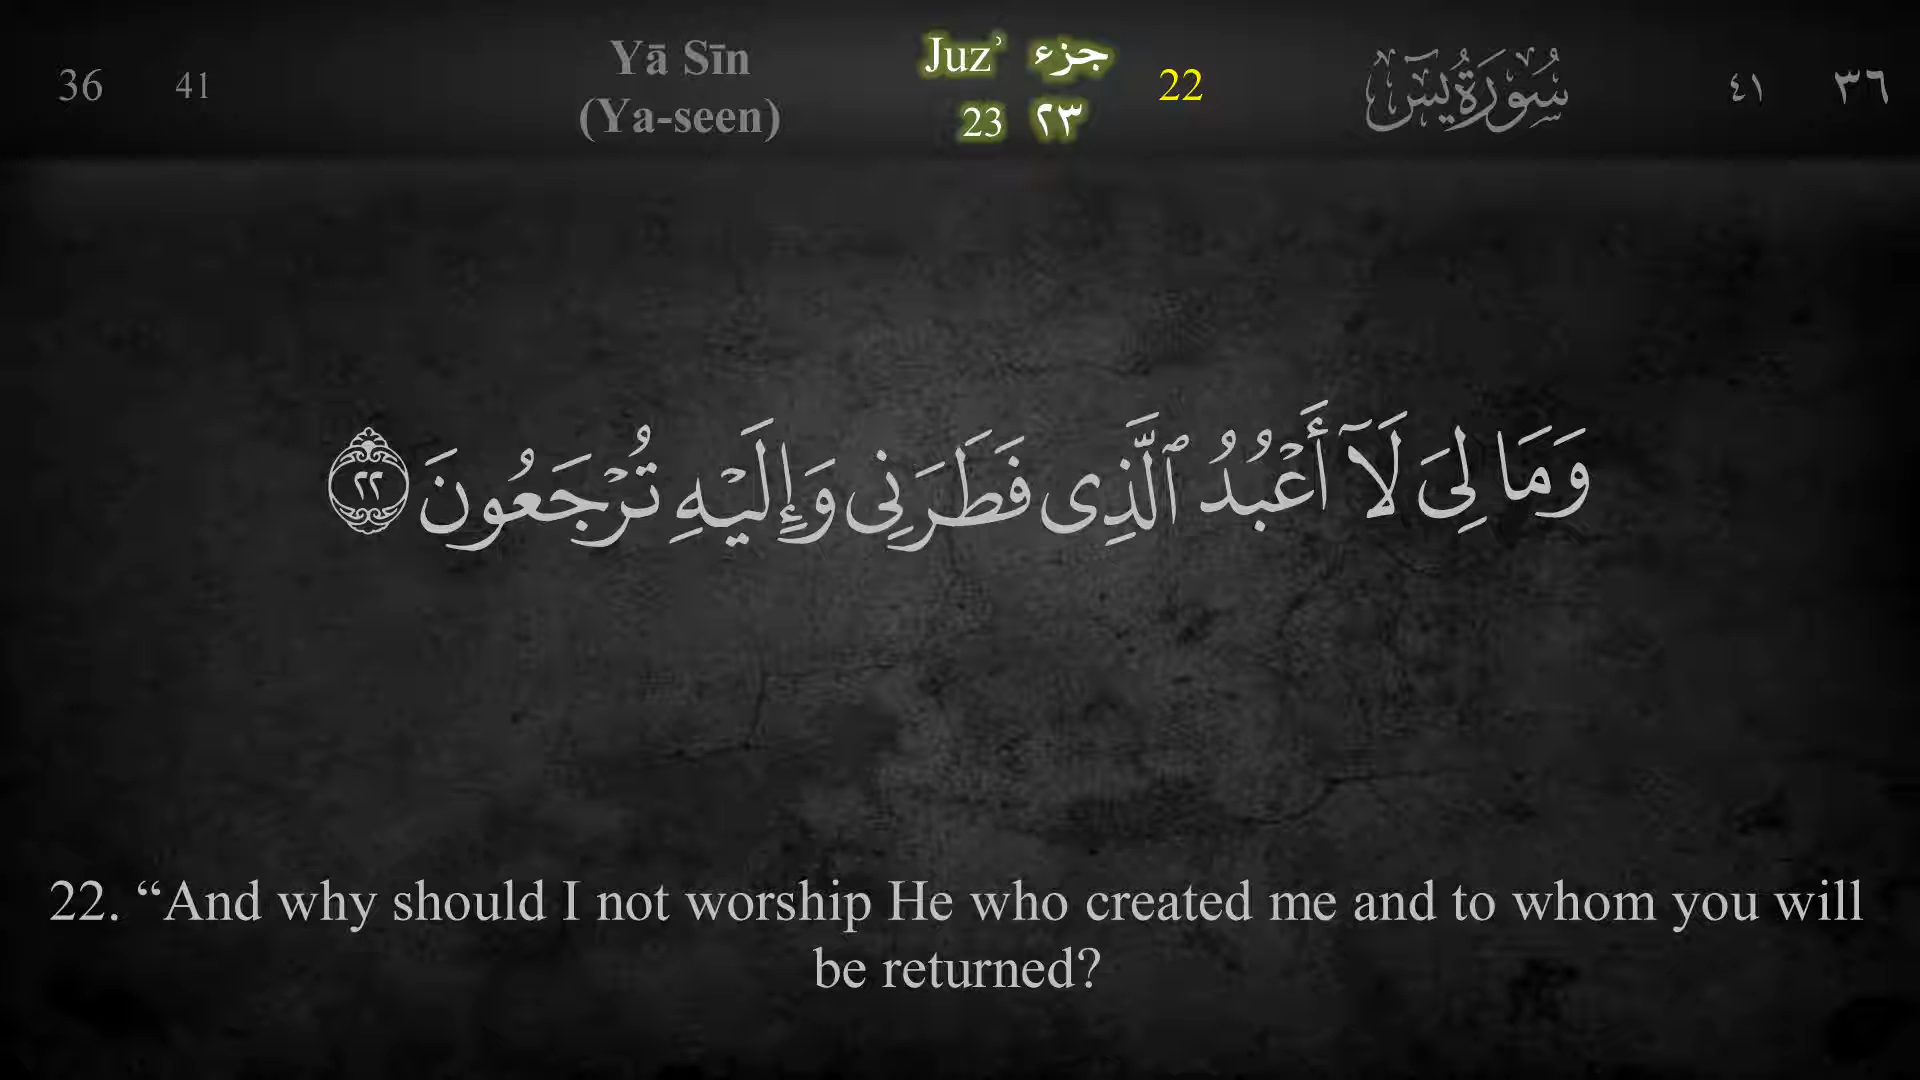 36 41 Yā Sīn Juzʾ جزء 22 سُورَةُ يسٓ ٤١ ٣٦
(Ya-seen) 23 ٢٣
وَمَا لِىَ لَآ أَعْبُدُ ٱلَّذِى فَطَرَنِى وَإِلَيْهِ تُرْجَعُونَ ٢٢
22. “And why should I not worship He who created me and to whom you will
be returned?